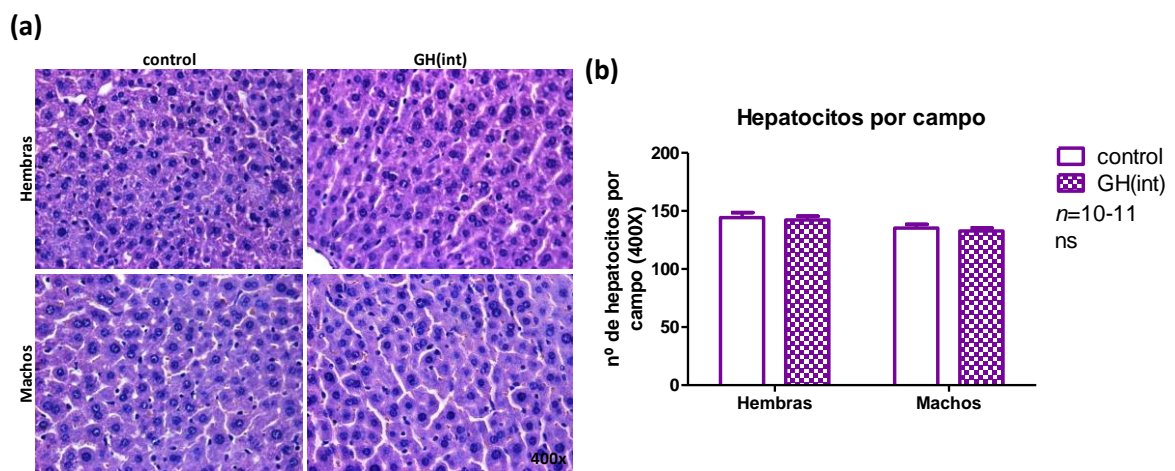 (a)
control
GH(int)
Hembras
Machos
400x
(b)
Hepatocitos por campo
nº de hepatocitos por
campo (400X)
200
150
100
50
0
Hembras
Machos
control
GH(int)
n=10-11
ns